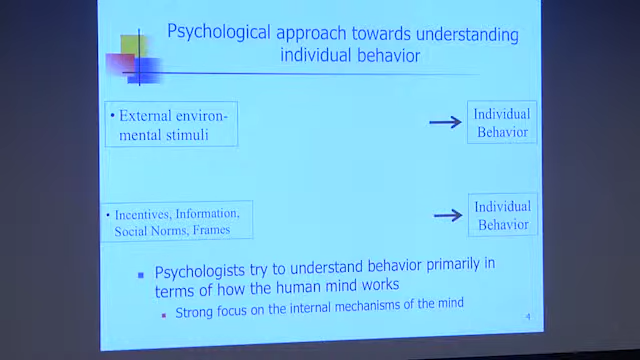 Psychological approach towards understanding
individual behavior
• External environ-
mental stimuli
Individual
Behavior
• Incentives, Information,
Social Norms, Frames
Individual
Behavior
Psychologists try to understand behavior primarily in
terms of how the human mind works
Strong focus on the internal mechanisms of the mind
4